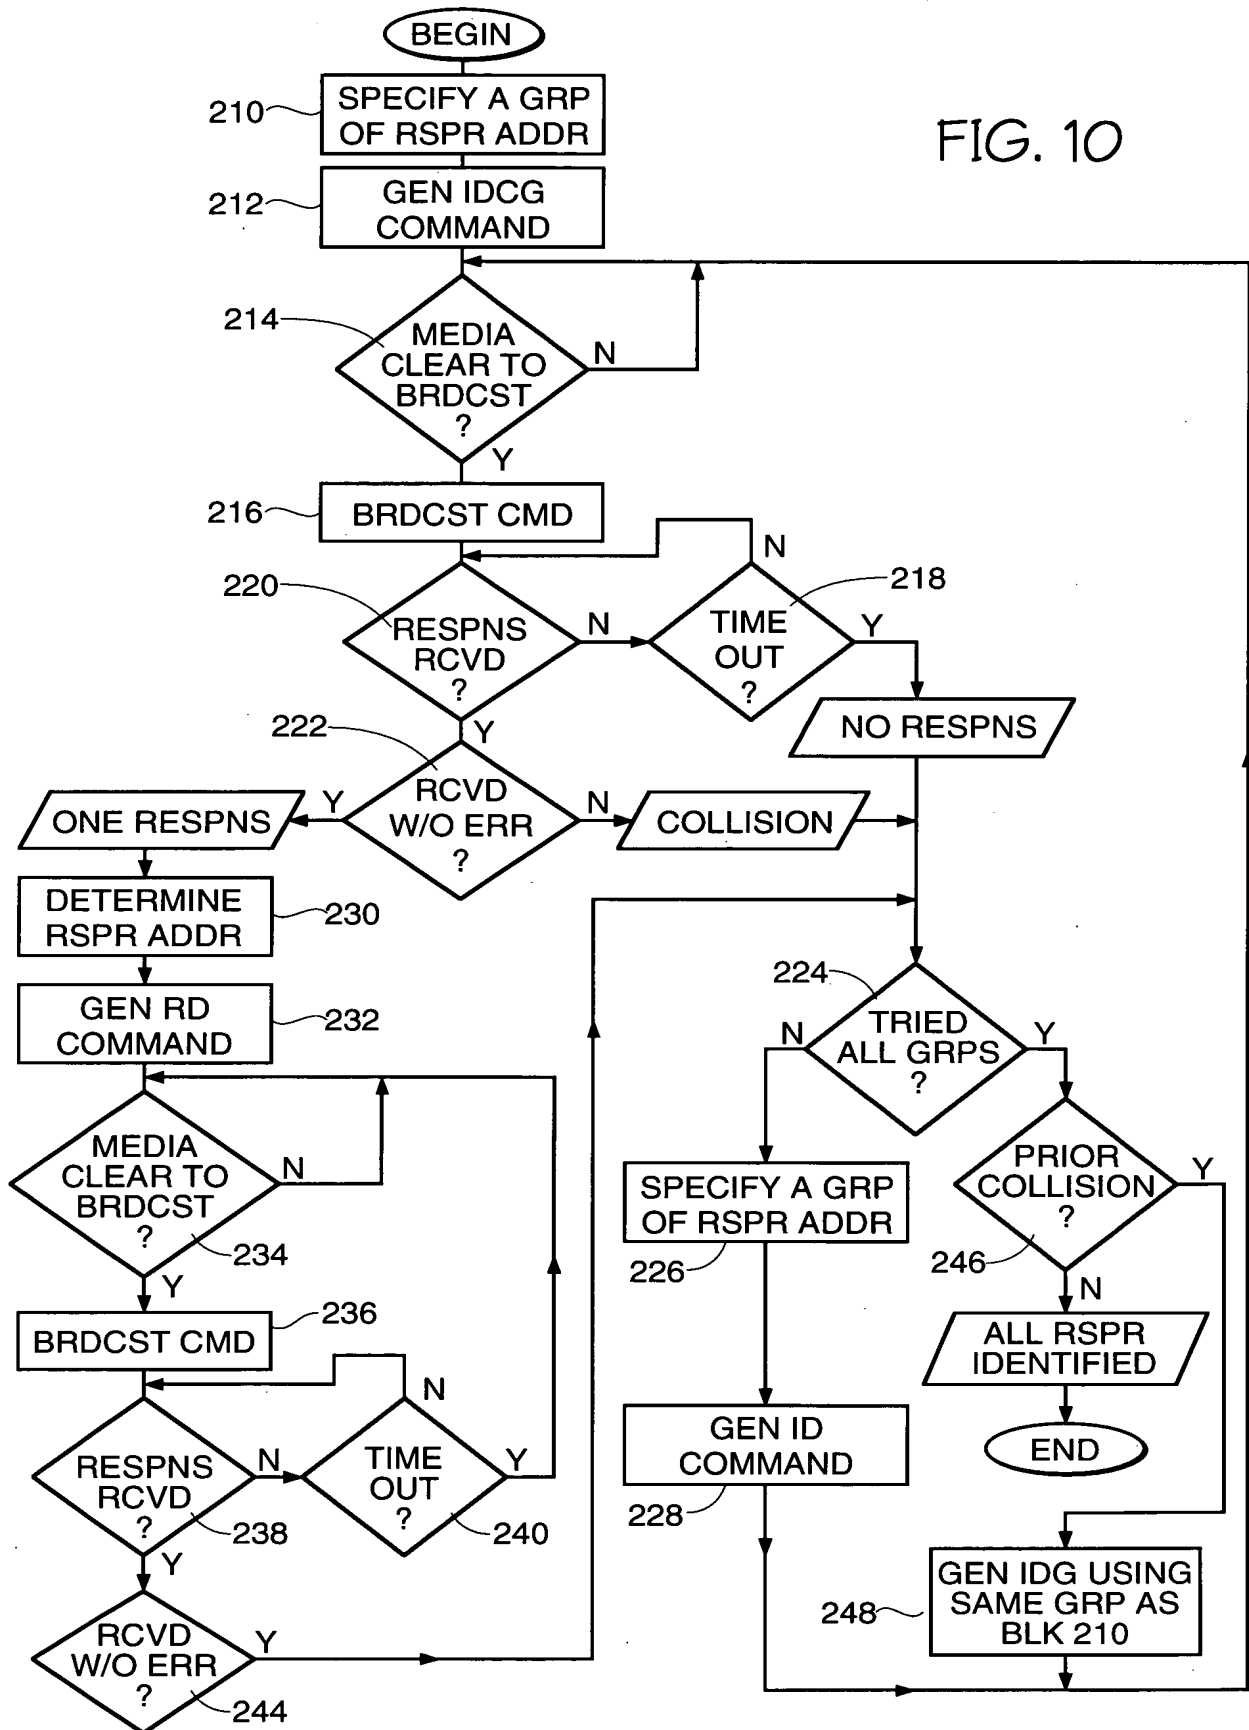 BEGIN
210
SPECIFY A GRP
OF RSPR ADDR
FIG. 10
212
GEN IDCG
COMMAND
214
MEDIA
CLEAR TO
BRDCST
?
N
Y
216
BRDCST CMD
N
220
218
RESPNS
RCVD
?
N
TIME
OUT
?
Y
NO RESPNS
222
Y
RCVD
W/O ERR
?
Y
ONE RESPNS
N
COLLISION
DETERMINE
RSPR ADDR
230
GEN RD
COMMAND
232
224
TRIED
ALL GRPS
?
N
Y
MEDIA
CLEAR TO
BRDCST
?
N
234
Y
SPECIFY A GRP
OF RSPR ADDR
226
PRIOR
COLLISION
?
Y
246
N
236
BRDCST CMD
ALL RSPR
IDENTIFIED
N
RESPNS
RCVD
?
N
238
TIME
OUT
?
Y
240
GEN ID
COMMAND
228
END
Y
GEN IDG USING
SAME GRP AS
BLK 210
248
RCVD
W/O ERR
?
Y
244